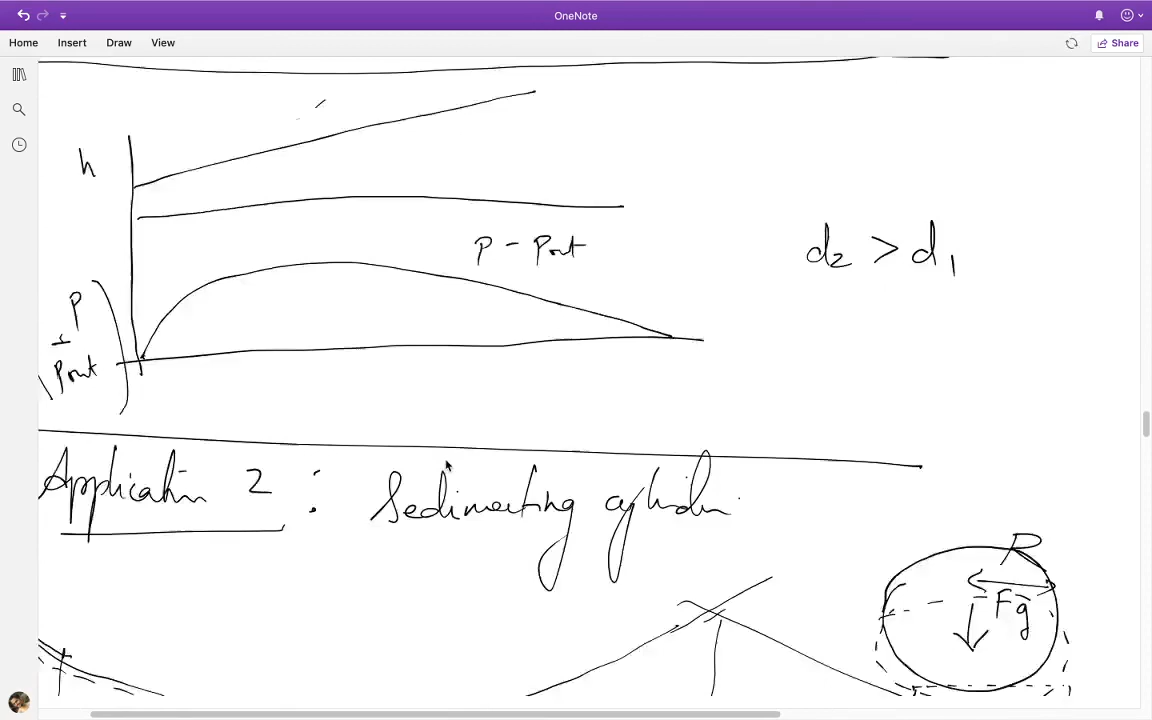 OneNote
Home Insert Draw View
Share
h
P - Pout
d2 > d1
P
-
Pout
Application 2 : Sedimenting cylinder
R
Fg